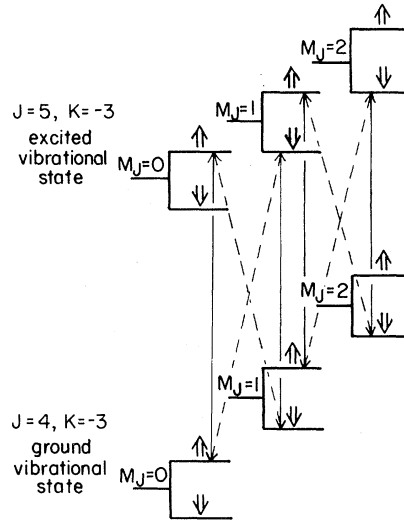 M_J=2
M_J=1
J=5, K=-3
excited
vibrational
state
M_J=0
M_J=2
M_J=1
J=4, K=-3
ground
vibrational
state
M_J=0